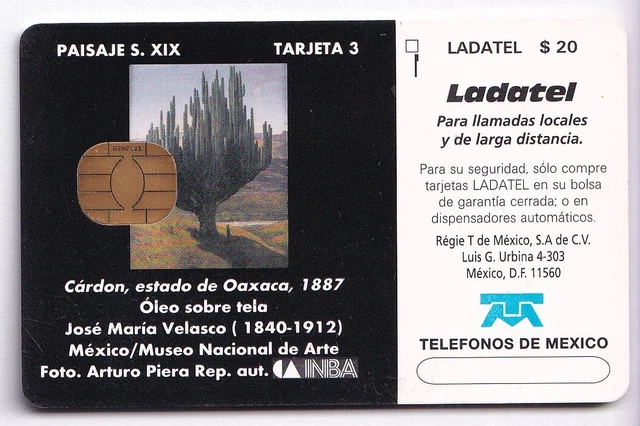 PAISAJE S. XIX
TARJETA 3
GEMPLUS
Cárdon, estado de Oaxaca, 1887
Óleo sobre tela
José María Velasco ( 1840-1912)
México/Museo Nacional de Arte
Foto. Arturo Piera Rep. aut. INBA
LADATEL $ 20
Ladatel
Para llamadas locales
y de larga distancia.
Para su seguridad, sólo compre
tarjetas LADATEL en su bolsa
de garantía cerrada; o en
dispensadores automáticos.
Régie T de México, S.A de C.V.
Luis G. Urbina 4-303
México, D.F. 11560
TELEFONOS DE MEXICO